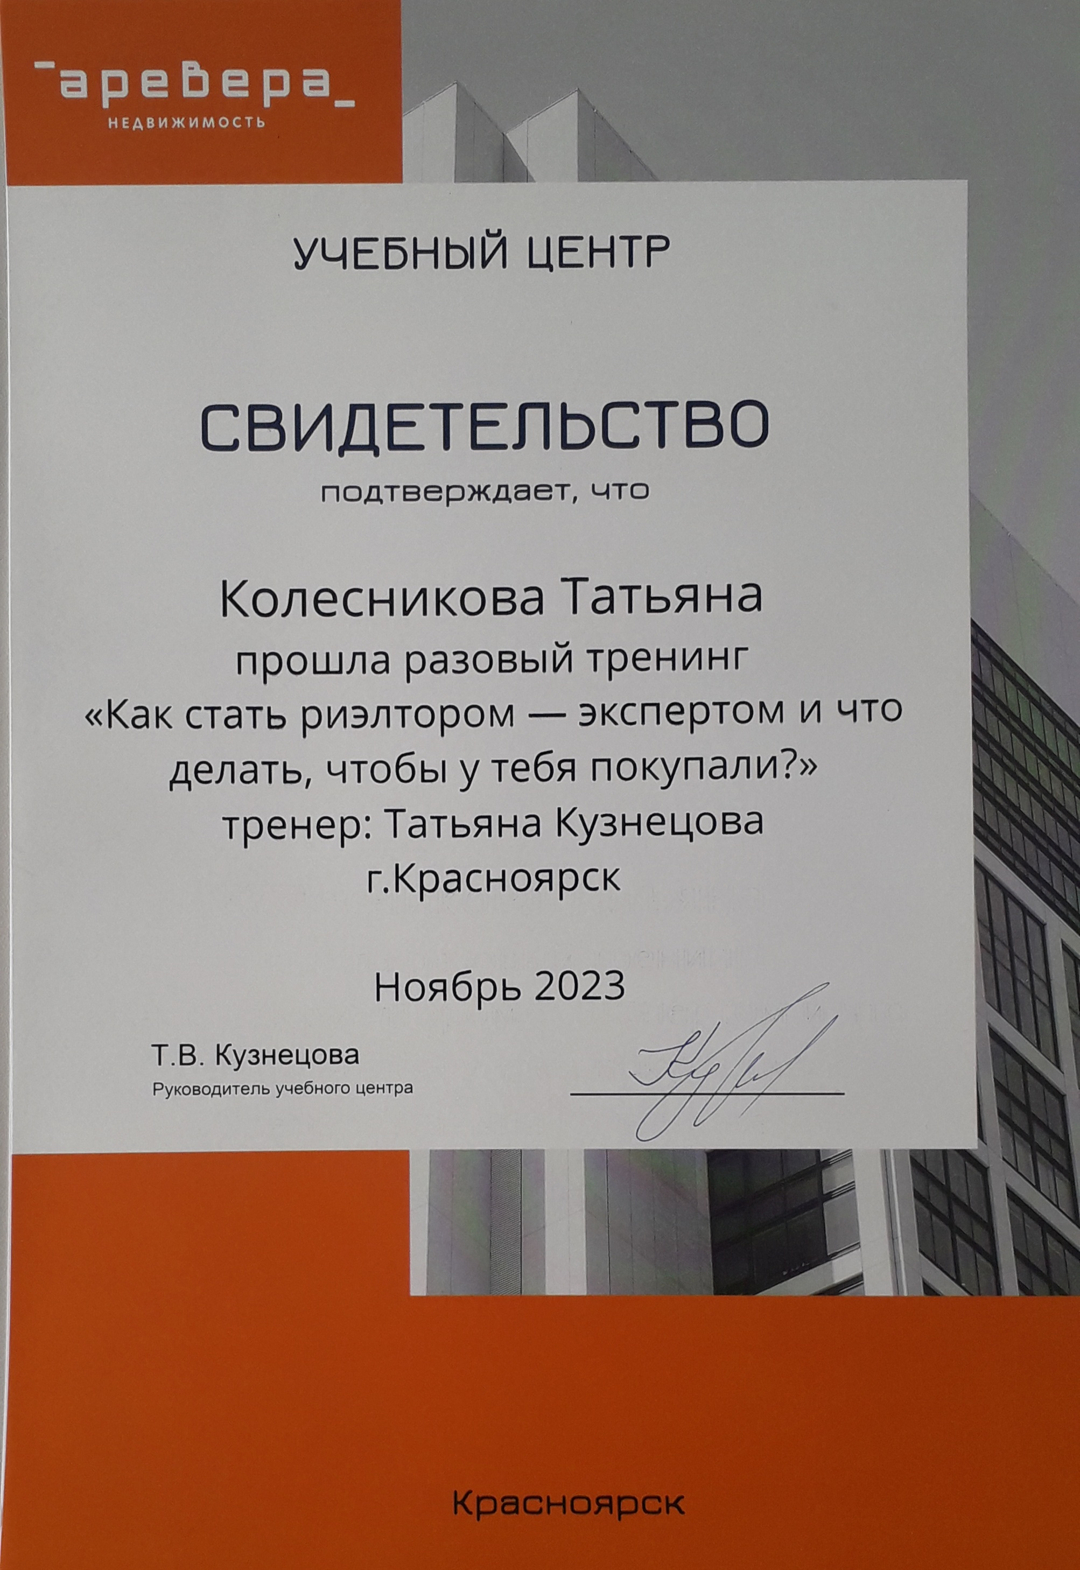 аревера
НЕДВИЖИМОСТЬ
УЧЕБНЫЙ ЦЕНТР
СВИДЕТЕЛЬСТВО
подтверждает, что
Колесникова Татьяна
прошла разовый тренинг
«Как стать риэлтором — экспертом и что
делать, чтобы у тебя покупали?»
тренер: Татьяна Кузнецова
г.Красноярск
Ноябрь 2023
Т.В. Кузнецова
Руководитель учебного центра
Красноярск